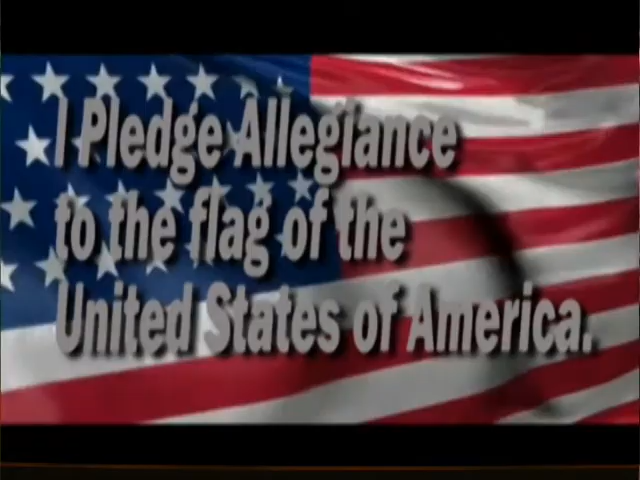 I Pledge Allegiance
to the flag of the
United States of America.